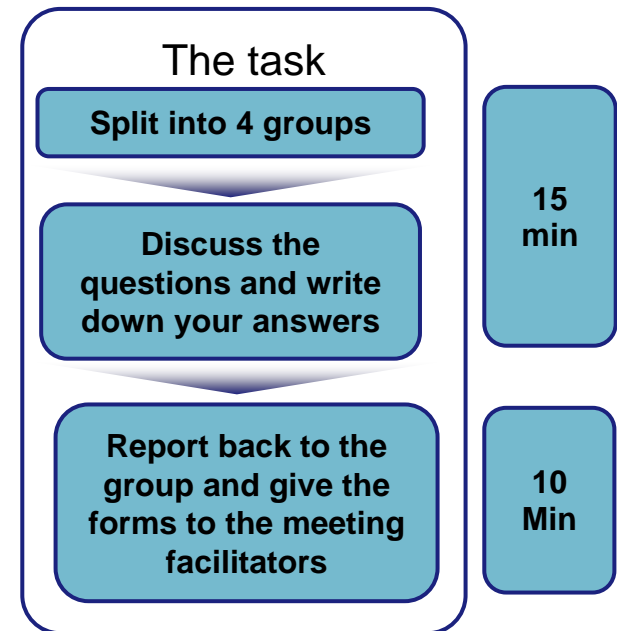 The task
Split into 4 groups
Discuss the
questions and write
down your answers
15
min
Report back to the
group and give the
forms to the meeting
facilitators
10
Min